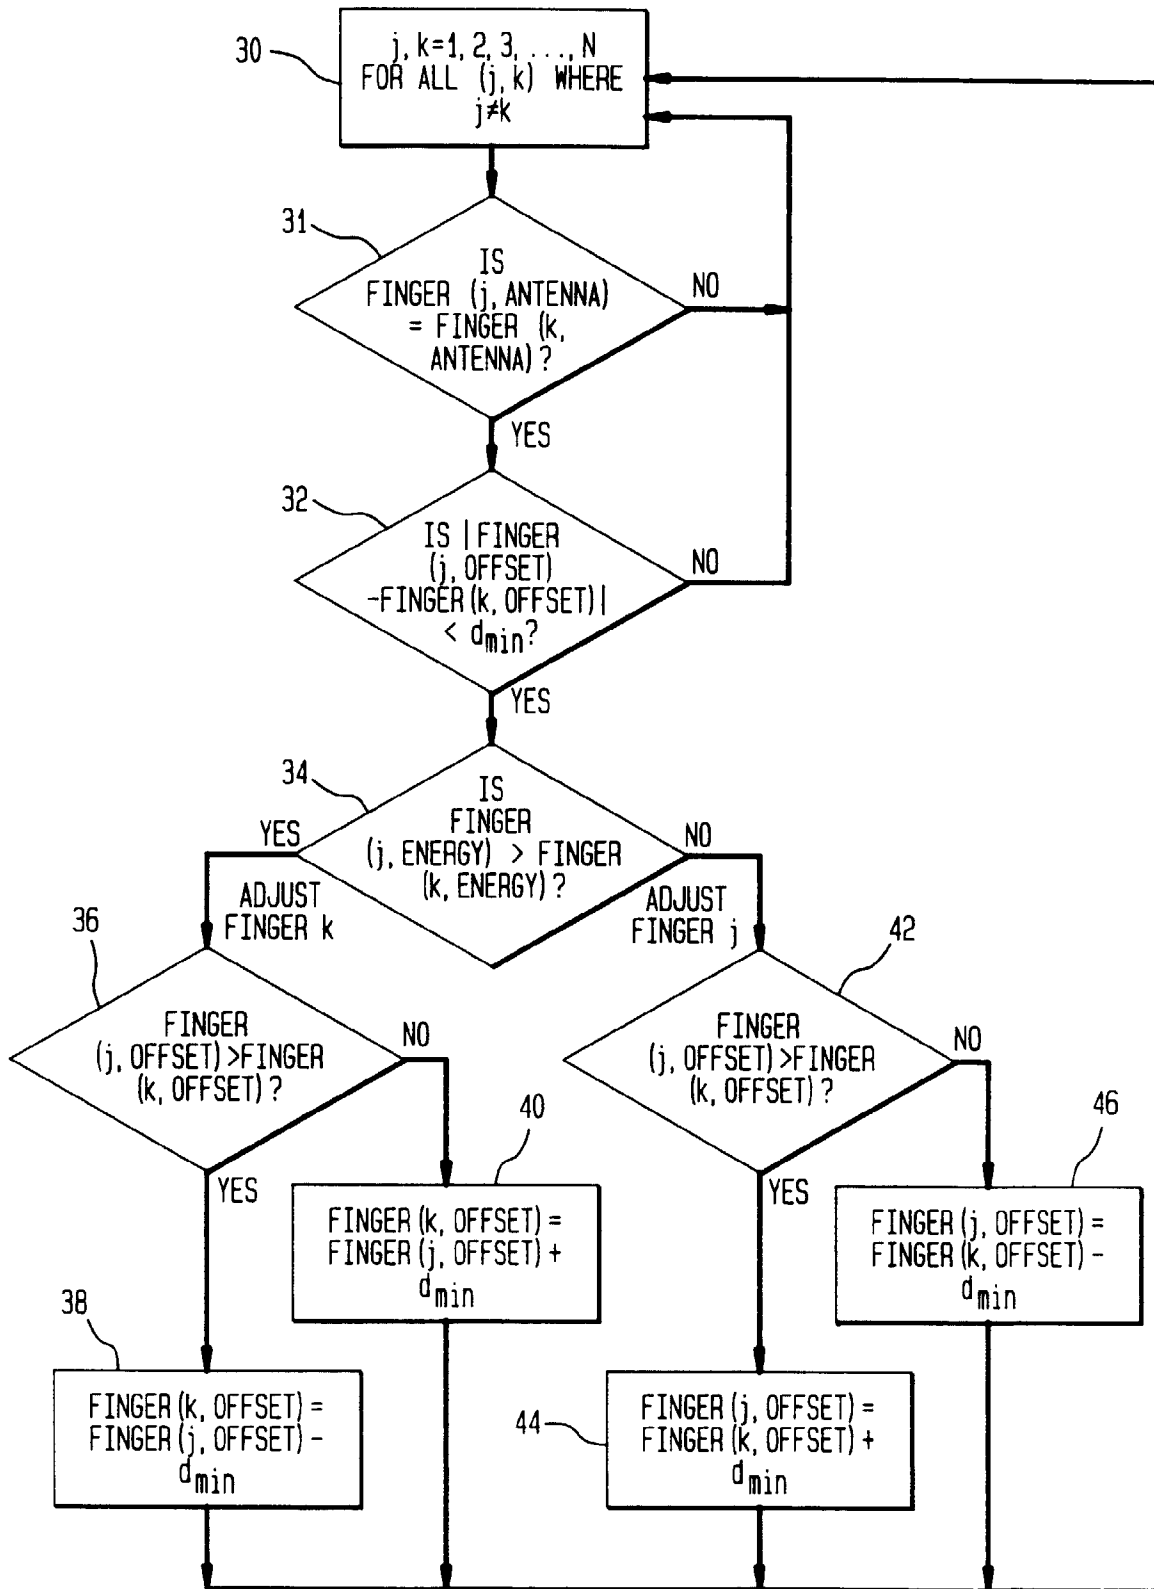 30
j, k=1, 2, 3, ..., N
FOR ALL (j, k) WHERE
j≠k
31
IS
FINGER (j, ANTENNA)
= FINGER (k,
ANTENNA)?
NO
YES
32
IS |FINGER
(j, OFFSET)
-FINGER(k, OFFSET)|
< dmin?
NO
YES
34
IS
FINGER
(j, ENERGY) > FINGER
(k, ENERGY)?
YES
NO
ADJUST
FINGER k
ADJUST
FINGER j
36
FINGER
(j, OFFSET)>FINGER
(k, OFFSET)?
NO
YES
42
FINGER
(j, OFFSET)>FINGER
(k, OFFSET)?
NO
YES
40
FINGER(k, OFFSET)=
FINGER(j, OFFSET)+
dmin
46
FINGER(j, OFFSET)=
FINGER(k, OFFSET)-
dmin
38
FINGER(k, OFFSET)=
FINGER(j, OFFSET)-
dmin
44
FINGER(j, OFFSET)=
FINGER(k, OFFSET)+
dmin